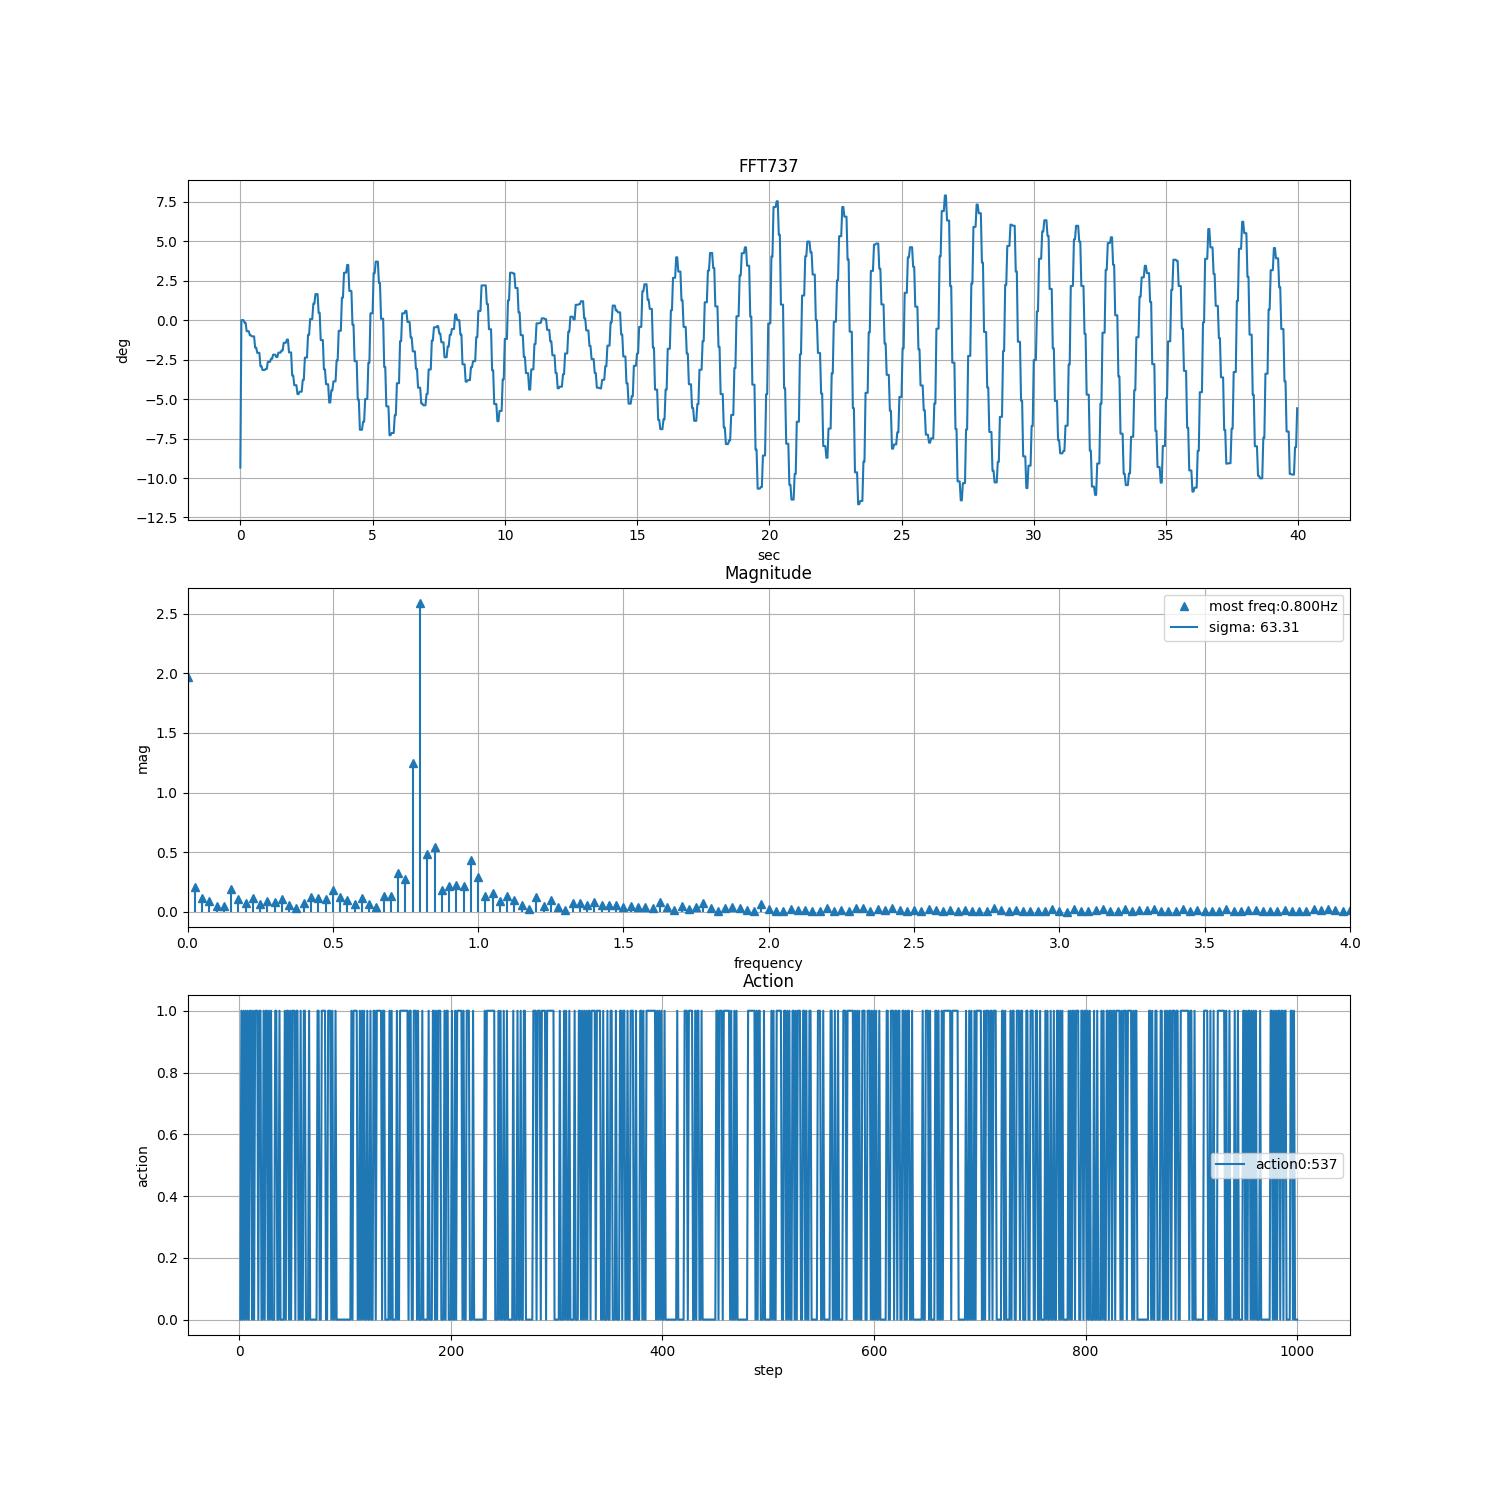 FFT737
7.5
5.0
2.5
0.0
−2.5
−5.0
−7.5
−10.0
−12.5
deg
0 5 10 15 20 25 30 35 40
sec
Magnitude
2.5
2.0
1.5
1.0
0.5
0.0
mag
most freq:0.800Hz
sigma: 63.31
0.0 0.5 1.0 1.5 2.0 2.5 3.0 3.5 4.0
frequency
Action
1.0
0.8
0.6
0.4
0.2
0.0
action
action0:537
0 200 400 600 800 1000
step